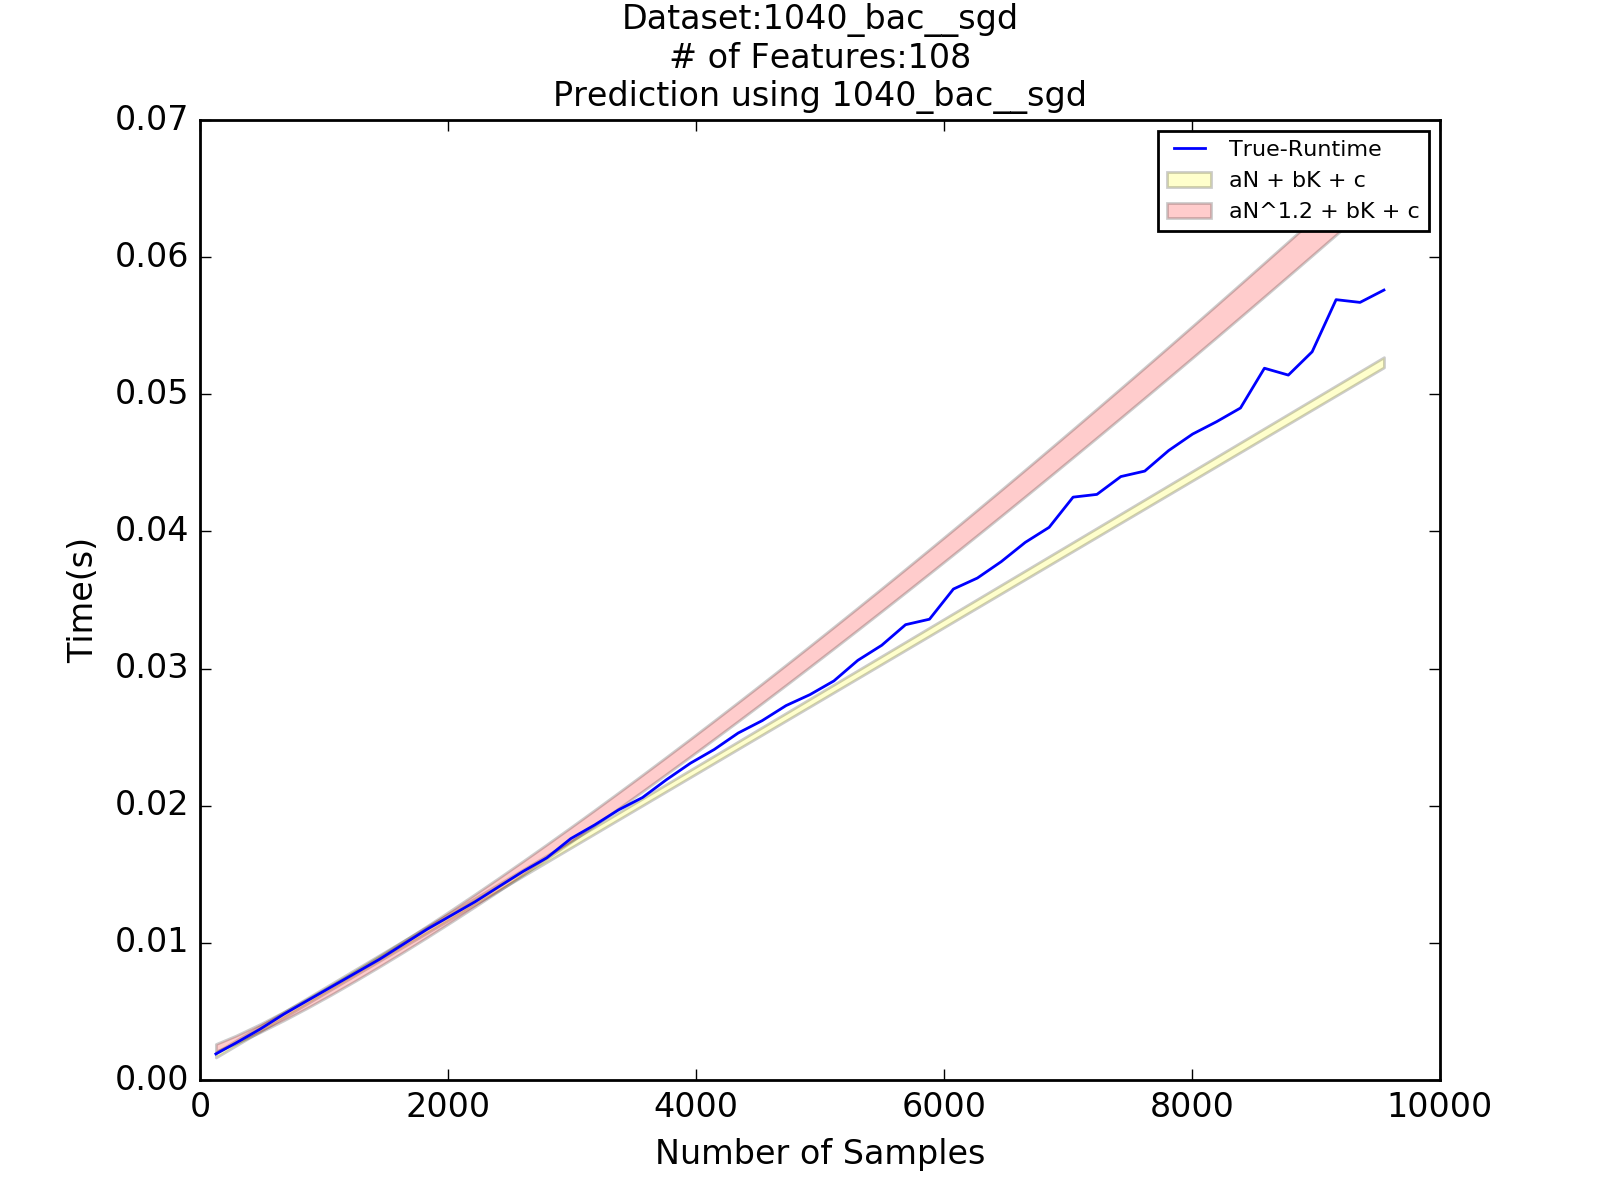 Dataset:1040_bac__sgd
# of Features:108
Prediction using 1040_bac__sgd
0.07
0.06
0.05
0.04
0.03
0.02
0.01
0.00
Time(s)
True-Runtime
aN + bK + c
aN^1.2 + bK + c
0 2000 4000 6000 8000 10000
Number of Samples